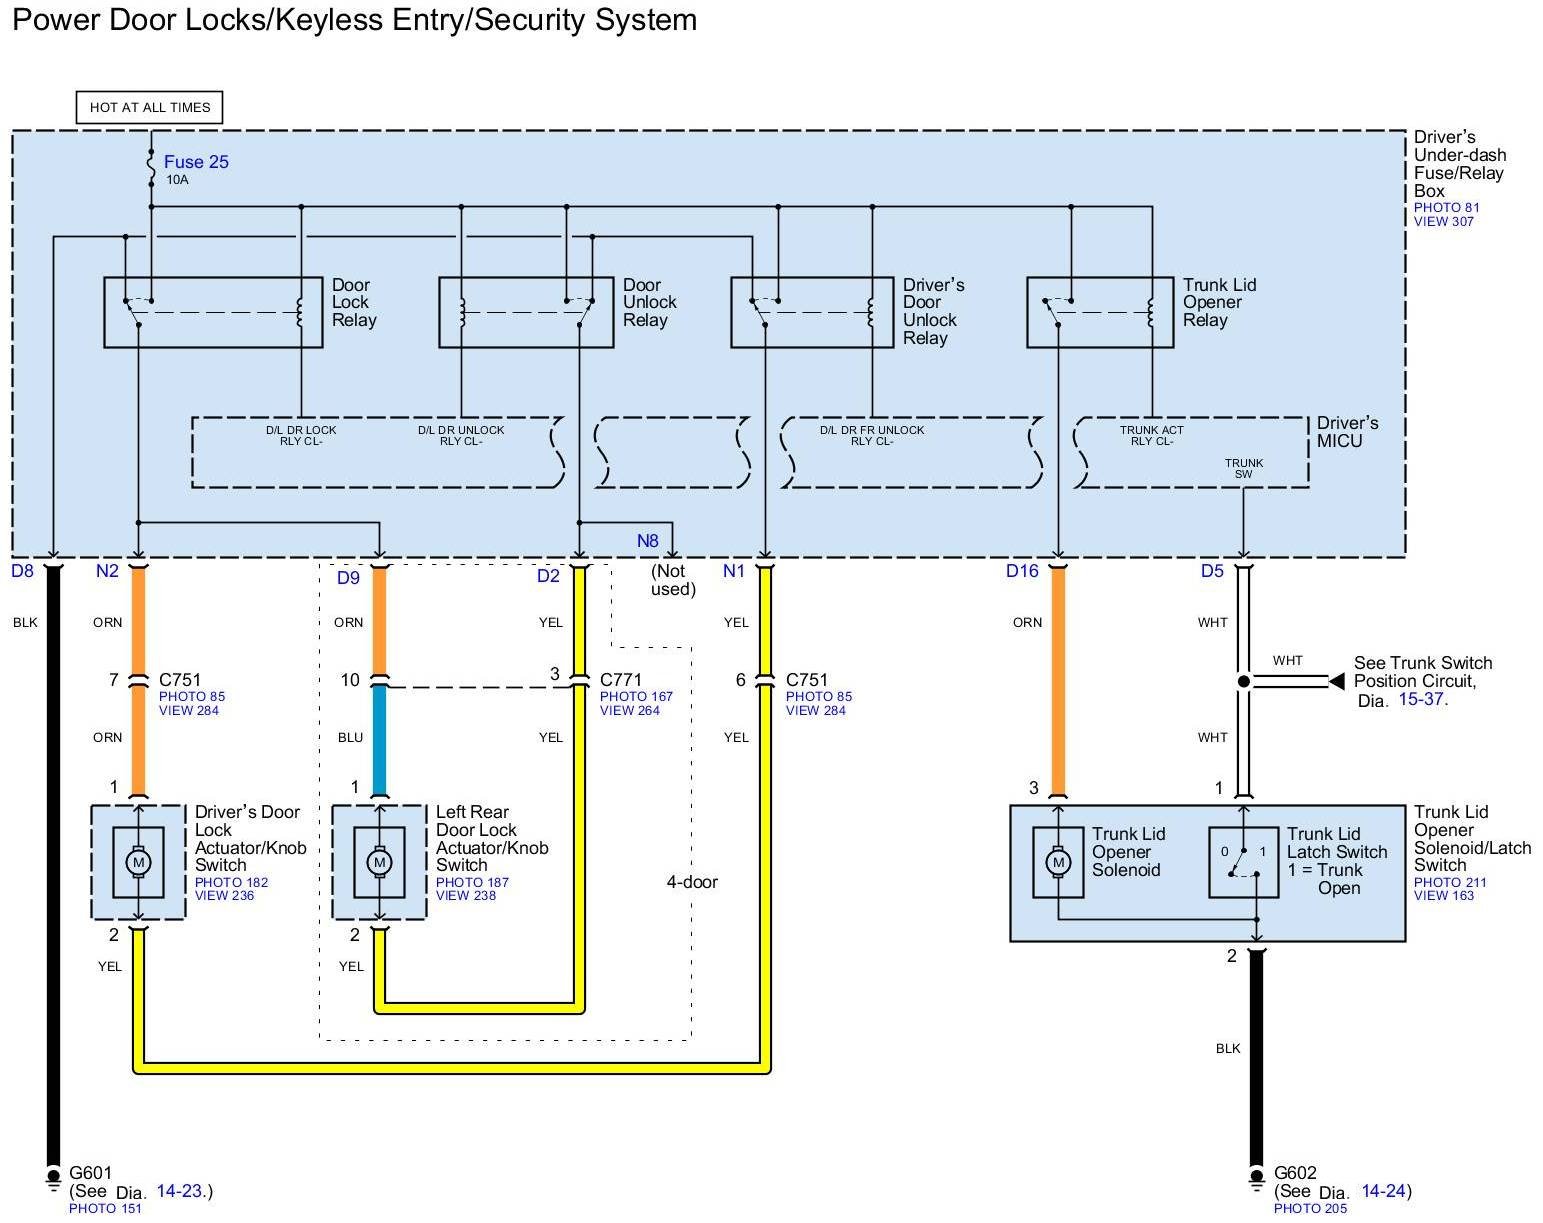 Power Door Locks/Keyless Entry/Security System
HOT AT ALL TIMES
Fuse 25
10A
Driver's
Under-dash
Fuse/Relay
Box
PHOTO 81
VIEW 307
Door
Lock
Relay
Door
Unlock
Relay
Driver's
Door
Unlock
Relay
Trunk Lid
Opener
Relay
D/L DR LOCK
RLY CL-
D/L DR UNLOCK
RLY CL-
D/L DR FR UNLOCK
RLY CL-
TRUNK ACT
RLY CL-
TRUNK
SW
Driver's
MICU
D8
N2
D9
D2
N8
(Not
used)
N1
D16
D5
BLK
ORN
ORN
YEL
YEL
ORN
WHT
WHT
See Trunk Switch
Position Circuit,
Dia. 15-37.
7
C751
PHOTO 85
VIEW 284
10
3
C771
PHOTO 167
VIEW 264
6
C751
PHOTO 85
VIEW 284
ORN
BLU
YEL
YEL
WHT
1
1
3
1
Driver's Door
Lock
Actuator/Knob
Switch
PHOTO 182
VIEW 236
M
Left Rear
Door Lock
Actuator/Knob
Switch
PHOTO 187
VIEW 238
M
4-door
Trunk Lid
Opener
Solenoid
M
0 1
Trunk Lid
Latch Switch
1 = Trunk
Open
Trunk Lid
Opener
Solenoid/Latch
Switch
PHOTO 211
VIEW 163
2
2
2
YEL
YEL
BLK
G601
(See Dia. 14-23.)
PHOTO 151
G602
(See Dia. 14-24)
PHOTO 205